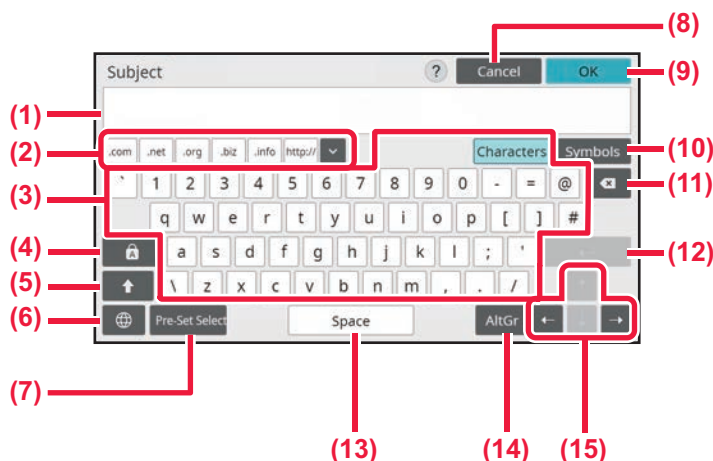 (8)
Subject ? Cancel OK (9)
(1)
(2) .com .net .org .biz .info http:// Characters Symbols (10)
(3) ` 1 2 3 4 5 6 7 8 9 0 - = @ (11)
q w e r t y u i o p [ ] #
(4) A a s d f g h j k l ; ' (12)
(5) \ z x c v b n m , . /
(6) Pre-Set Select Space AltGr ← ↓ →
(7)
(13) (14) (15)